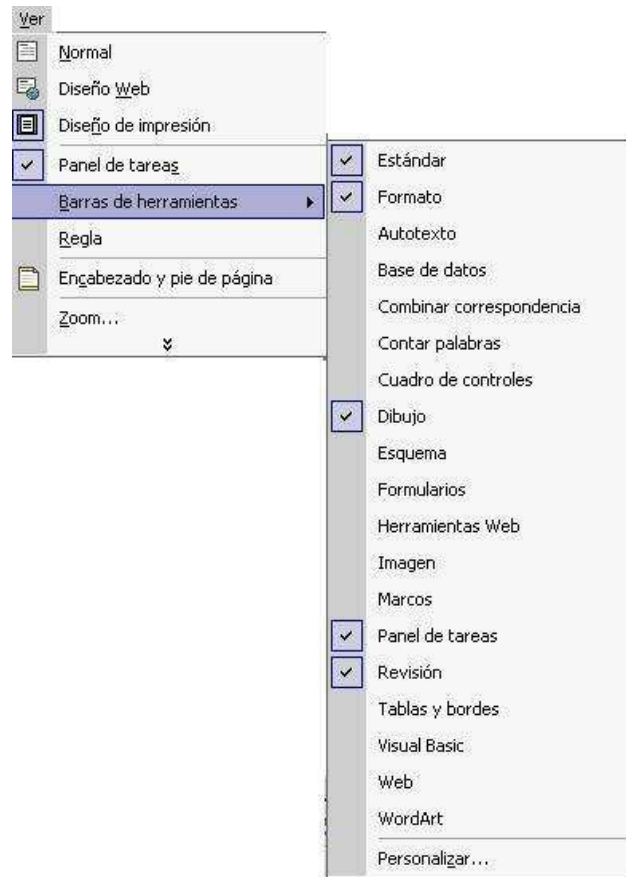 Ver
Normal
Diseño Web
Diseño de impresión
Panel de tareas
Barras de herramientas
Regla
Encabezado y pie de página
Zoom...
Estándar
Formato
Autotexto
Base de datos
Combinar correspondencia
Contar palabras
Cuadro de controles
Dibujo
Esquema
Formularios
Herramientas Web
Imagen
Marcos
Panel de tareas
Revisión
Tablas y bordes
Visual Basic
Web
WordArt
Personalizar...